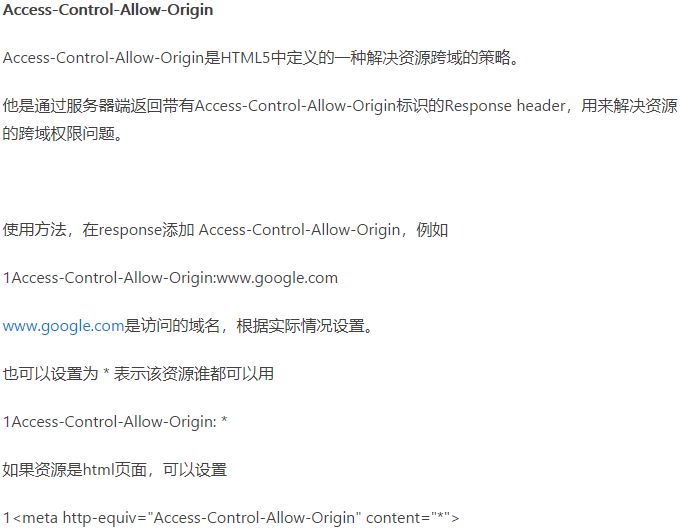 Access-Control-Allow-Origin
Access-Control-Allow-Origin是HTML5中定义的一种解决资源跨域的策略。
他是通过服务器端返回带有Access-Control-Allow-Origin标识的Response header，用来解决资源
的跨域权限问题。
使用方法，在response添加 Access-Control-Allow-Origin，例如
1Access-Control-Allow-Origin:www.google.com
www.google.com是访问的域名，根据实际情况设置。
也可以设置为 * 表示该资源谁都可以用
1Access-Control-Allow-Origin: *
如果资源是html页面，可以设置
1<meta http-equiv="Access-Control-Allow-Origin" content="*">